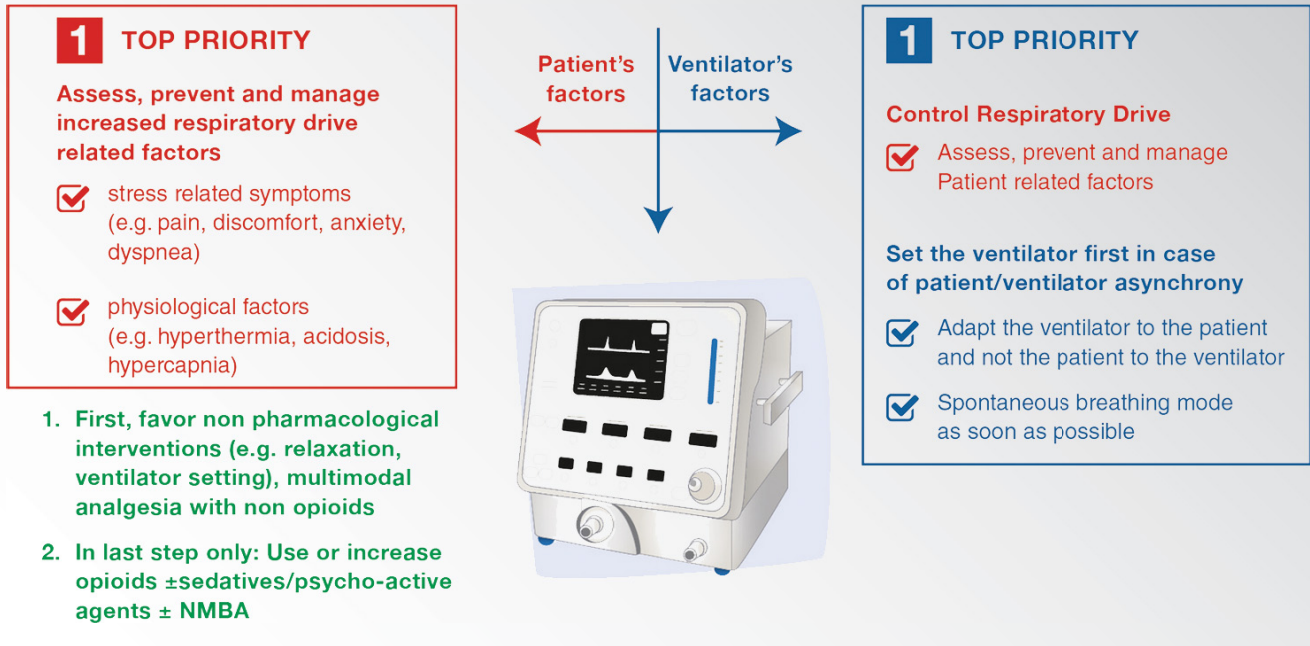 1 TOP PRIORITY
Assess, prevent and manage
increased respiratory drive
related factors
stress related symptoms
(e.g. pain, discomfort, anxiety,
dyspnea)
physiological factors
(e.g. hyperthermia, acidosis,
hypercapnia)
1. First, favor non pharmacological
interventions (e.g. relaxation,
ventilator setting), multimodal
analgesia with non opioids
2. In last step only: Use or increase
opioids ±sedatives/psycho-active
agents ± NMBA
Patient's
factors
Ventilator's
factors
1 TOP PRIORITY
Control Respiratory Drive
Assess, prevent and manage
Patient related factors
Set the ventilator first in case
of patient/ventilator asynchrony
Adapt the ventilator to the patient
and not the patient to the ventilator
Spontaneous breathing mode
as soon as possible